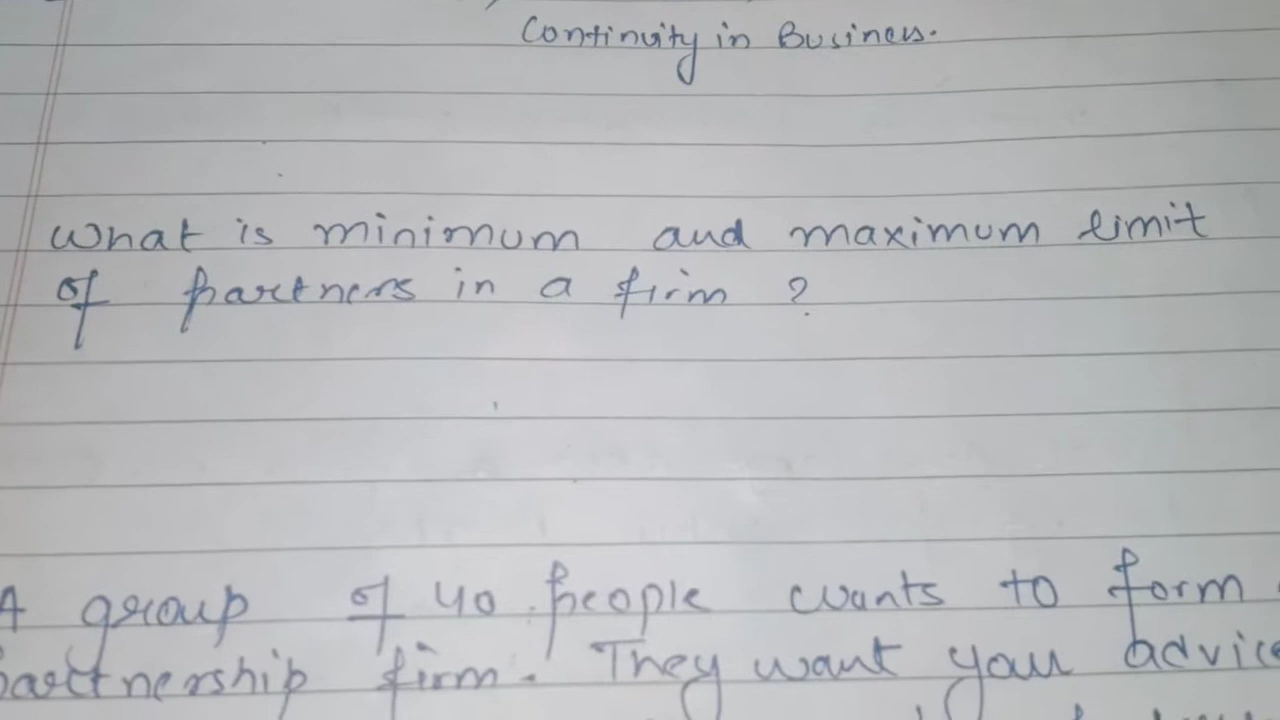 Continuity in Business.
What is minimum and maximum limit
of partners in a firm ?
A group of 40 people wants to form
partnership firm. They want your advice